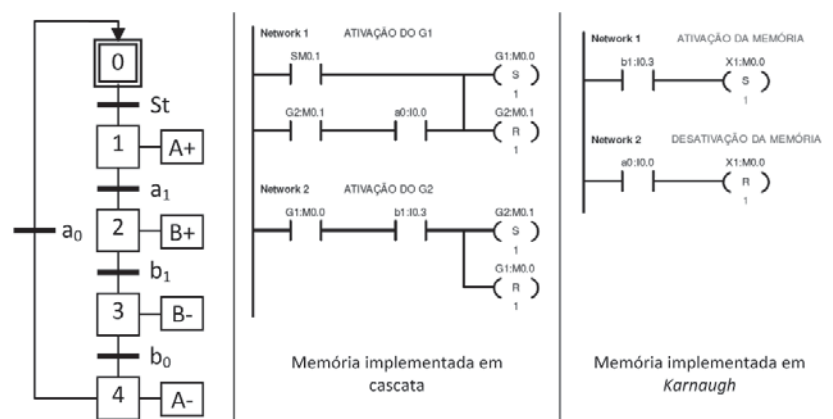 0
St
1
A+
a1
2
B+
a0
b1
3
B-
b0
4
A-
Network 1 ATIVAÇÃO DO G1
SM0.1
G1:M0.0
S
1
G2:M0.1
a0:I0.0
G2:M0.1
R
1
Network 2 ATIVAÇÃO DO G2
G1:M0.0
b1:I0.3
G2:M0.1
S
1
G1:M0.0
R
1
Memória implementada em
cascata
Network 1 ATIVAÇÃO DA MEMÓRIA
b1:I0.3
X1:M0.0
S
1
Network 2 DESATIVAÇÃO DA MEMÓRIA
a0:I0.0
X1:M0.0
R
1
Memória implementada em
Karnaugh